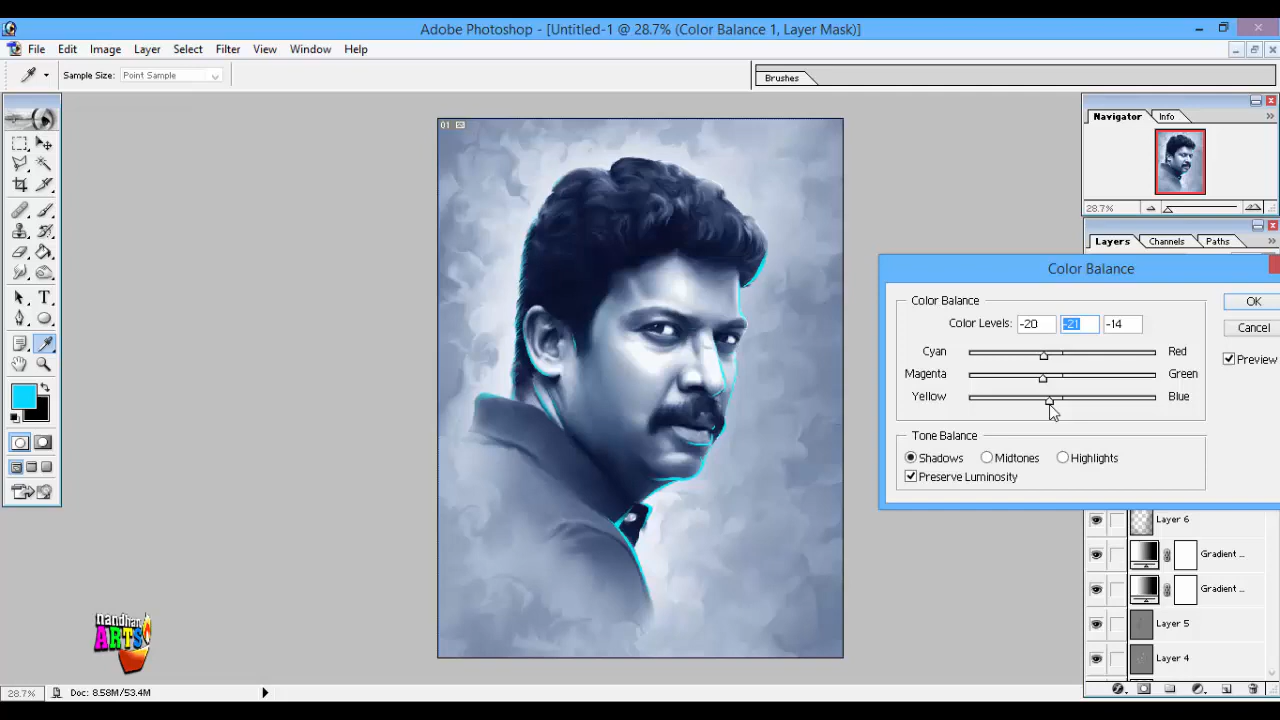 Adobe Photoshop - [Untitled-1 @ 28.7% (Color Balance 1, Layer Mask)]
File Edit Image Layer Select Filter View Window Help
Sample Size: Point Sample
Brushes
Navigator Info
01
28.7%
Layers Channels Paths
Color Balance
Color Balance
OK
Color Levels: -20 -21 -14
Cancel
Cyan Red
Preview
Magenta Green
Yellow Blue
Tone Balance
Shadows Midtones Highlights
Preserve Luminosity
Layer 6
Gradient ...
Gradient ...
Layer 5
Layer 4
nandhan
ARTS
28.7% Doc: 8.58M/53.4M